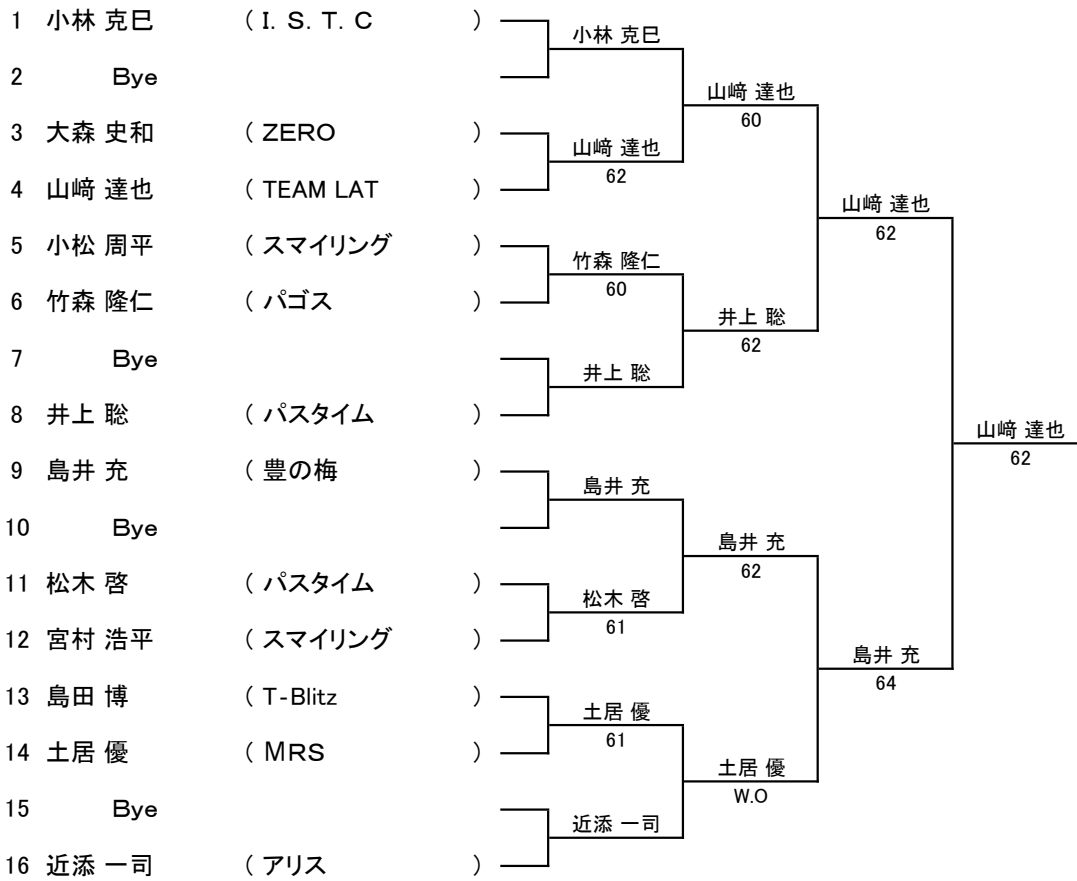 1 小林 克巳 ( I. S. T. C )
小林 克巳
2 Bye
山﨑 達也
60
3 大森 史和 ( ZERO )
山﨑 達也
62
4 山﨑 達也 ( TEAM LAT )
山﨑 達也
62
5 小松 周平 ( スマイリング )
竹森 隆仁
60
6 竹森 隆仁 ( パゴス )
井上 聡
62
7 Bye
井上 聡
8 井上 聡 ( パスタイム )
山﨑 達也
62
9 島井 充 ( 豊の梅 )
島井 充
10 Bye
島井 充
62
11 松木 啓 ( パスタイム )
松木 啓
61
12 宮村 浩平 ( スマイリング )
島井 充
64
13 島田 博 ( T-Blitz )
土居 優
61
14 土居 優 ( MRS )
土居 優
W.O
15 Bye
近添 一司
16 近添 一司 ( アリス )